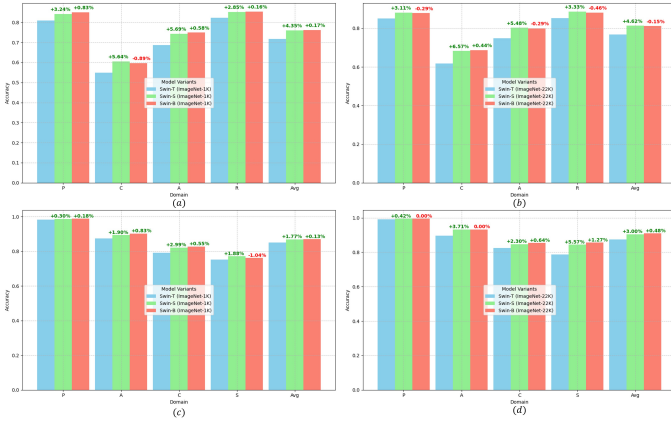 +3.24% +0.83%
+5.64% -0.89%
+5.69% +0.58%
+2.85% +0.16%
+4.35% +0.17%
0.8
0.7
0.6
0.5
0.4
0.3
0.2
0.1
0.0
Accuracy
Model Variants
Swin-T (ImageNet-1K)
Swin-S (ImageNet-1K)
Swin-B (ImageNet-1K)
P C A R Avg
Domain
(a)
+3.11% -0.29%
+6.57% +0.44%
+5.48% -0.29%
+3.33% -0.46%
+4.62% -0.15%
0.8
0.6
0.4
0.2
0.0
Accuracy
Model Variants
Swin-T (ImageNet-22K)
Swin-S (ImageNet-22K)
Swin-B (ImageNet-22K)
P C A R Avg
Domain
(b)
+0.30% +0.18%
+1.90% +0.83%
+2.99% +0.55%
+1.88% -1.04%
+1.77% +0.13%
1.0
0.8
0.6
0.4
0.2
0.0
Accuracy
Model Variants
Swin-T (ImageNet-1K)
Swin-S (ImageNet-1K)
Swin-B (ImageNet-1K)
P A C S Avg
Domain
(c)
+0.42% 0.00%
+3.71% 0.00%
+2.30% +0.64%
+5.57% +1.27%
+3.00% +0.48%
1.0
0.8
0.6
0.4
0.2
0.0
Accuracy
Model Variants
Swin-T (ImageNet-22K)
Swin-S (ImageNet-22K)
Swin-B (ImageNet-22K)
P A C S Avg
Domain
(d)